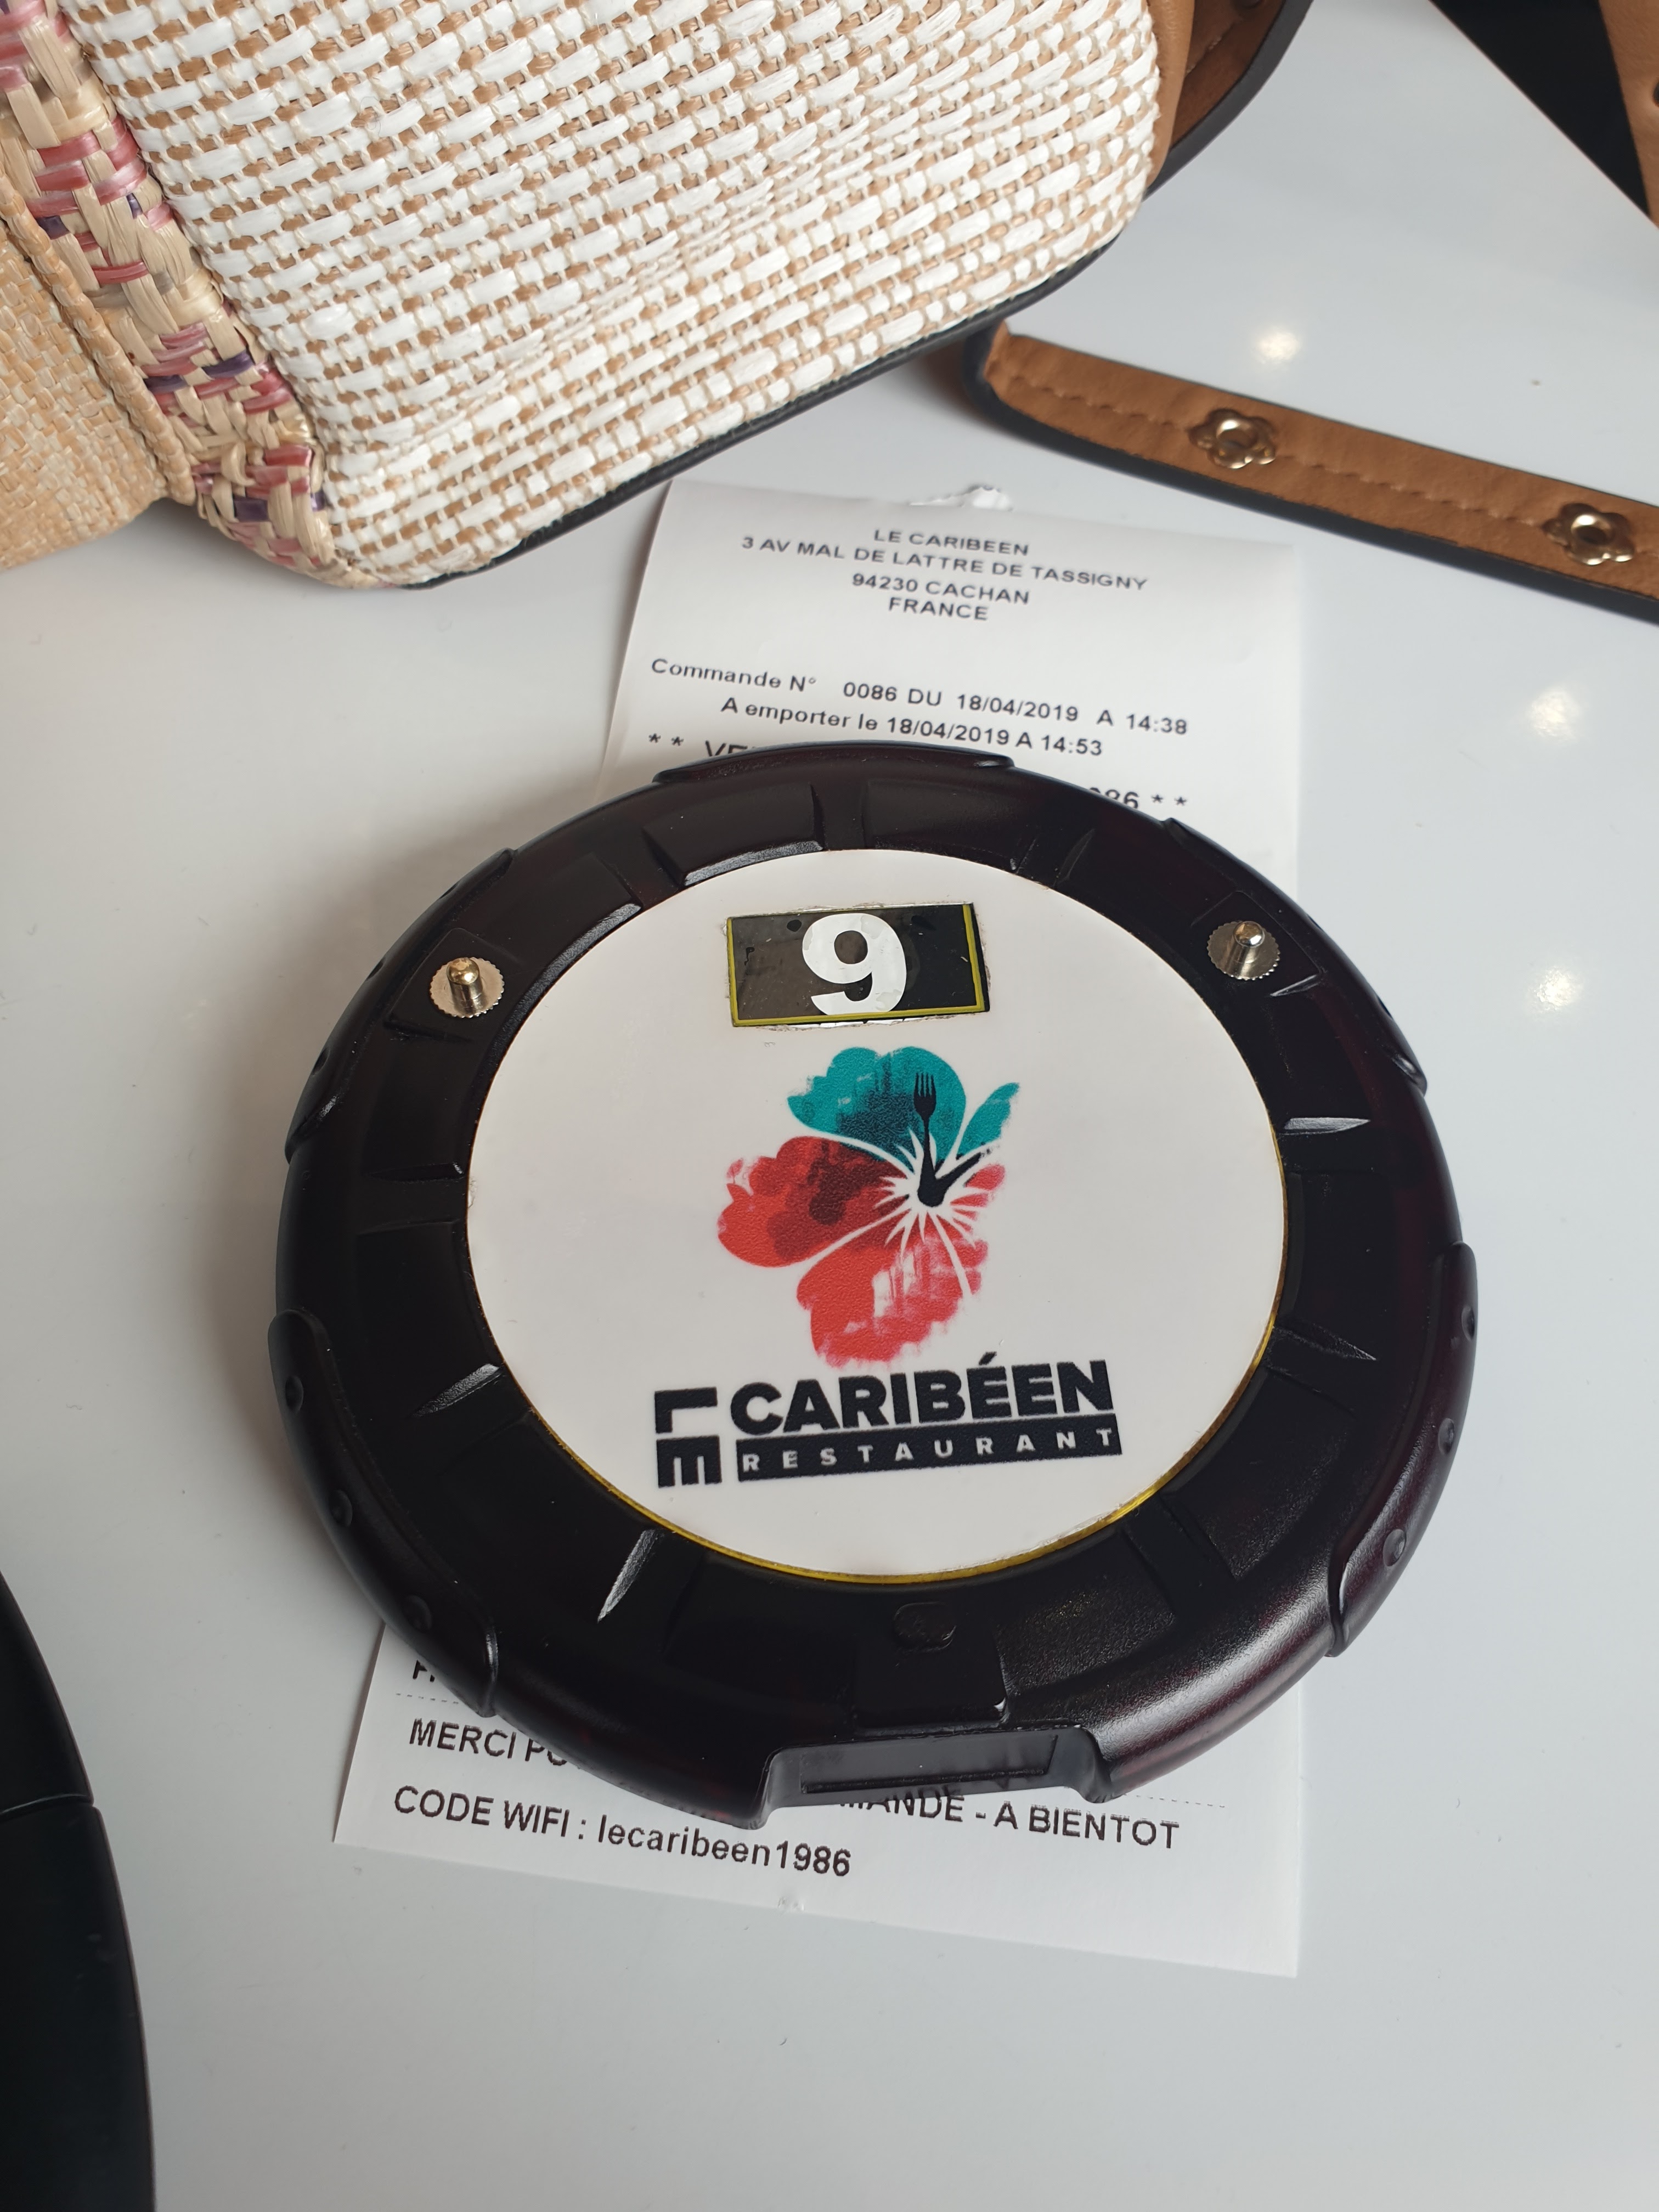 LE CARIBEEN
3 AV MAL DE LATTRE DE TASSIGNY
94230 CACHAN
FRANCE
Commande N° 0086 DU 18/04/2019 A 14:38
A emporter le 18/04/2019 A 14:53
** **
9
LE CARIBÉEN
RESTAURANT
MERCI - A BIENTOT
CODE WIFI : lecaribeen1986